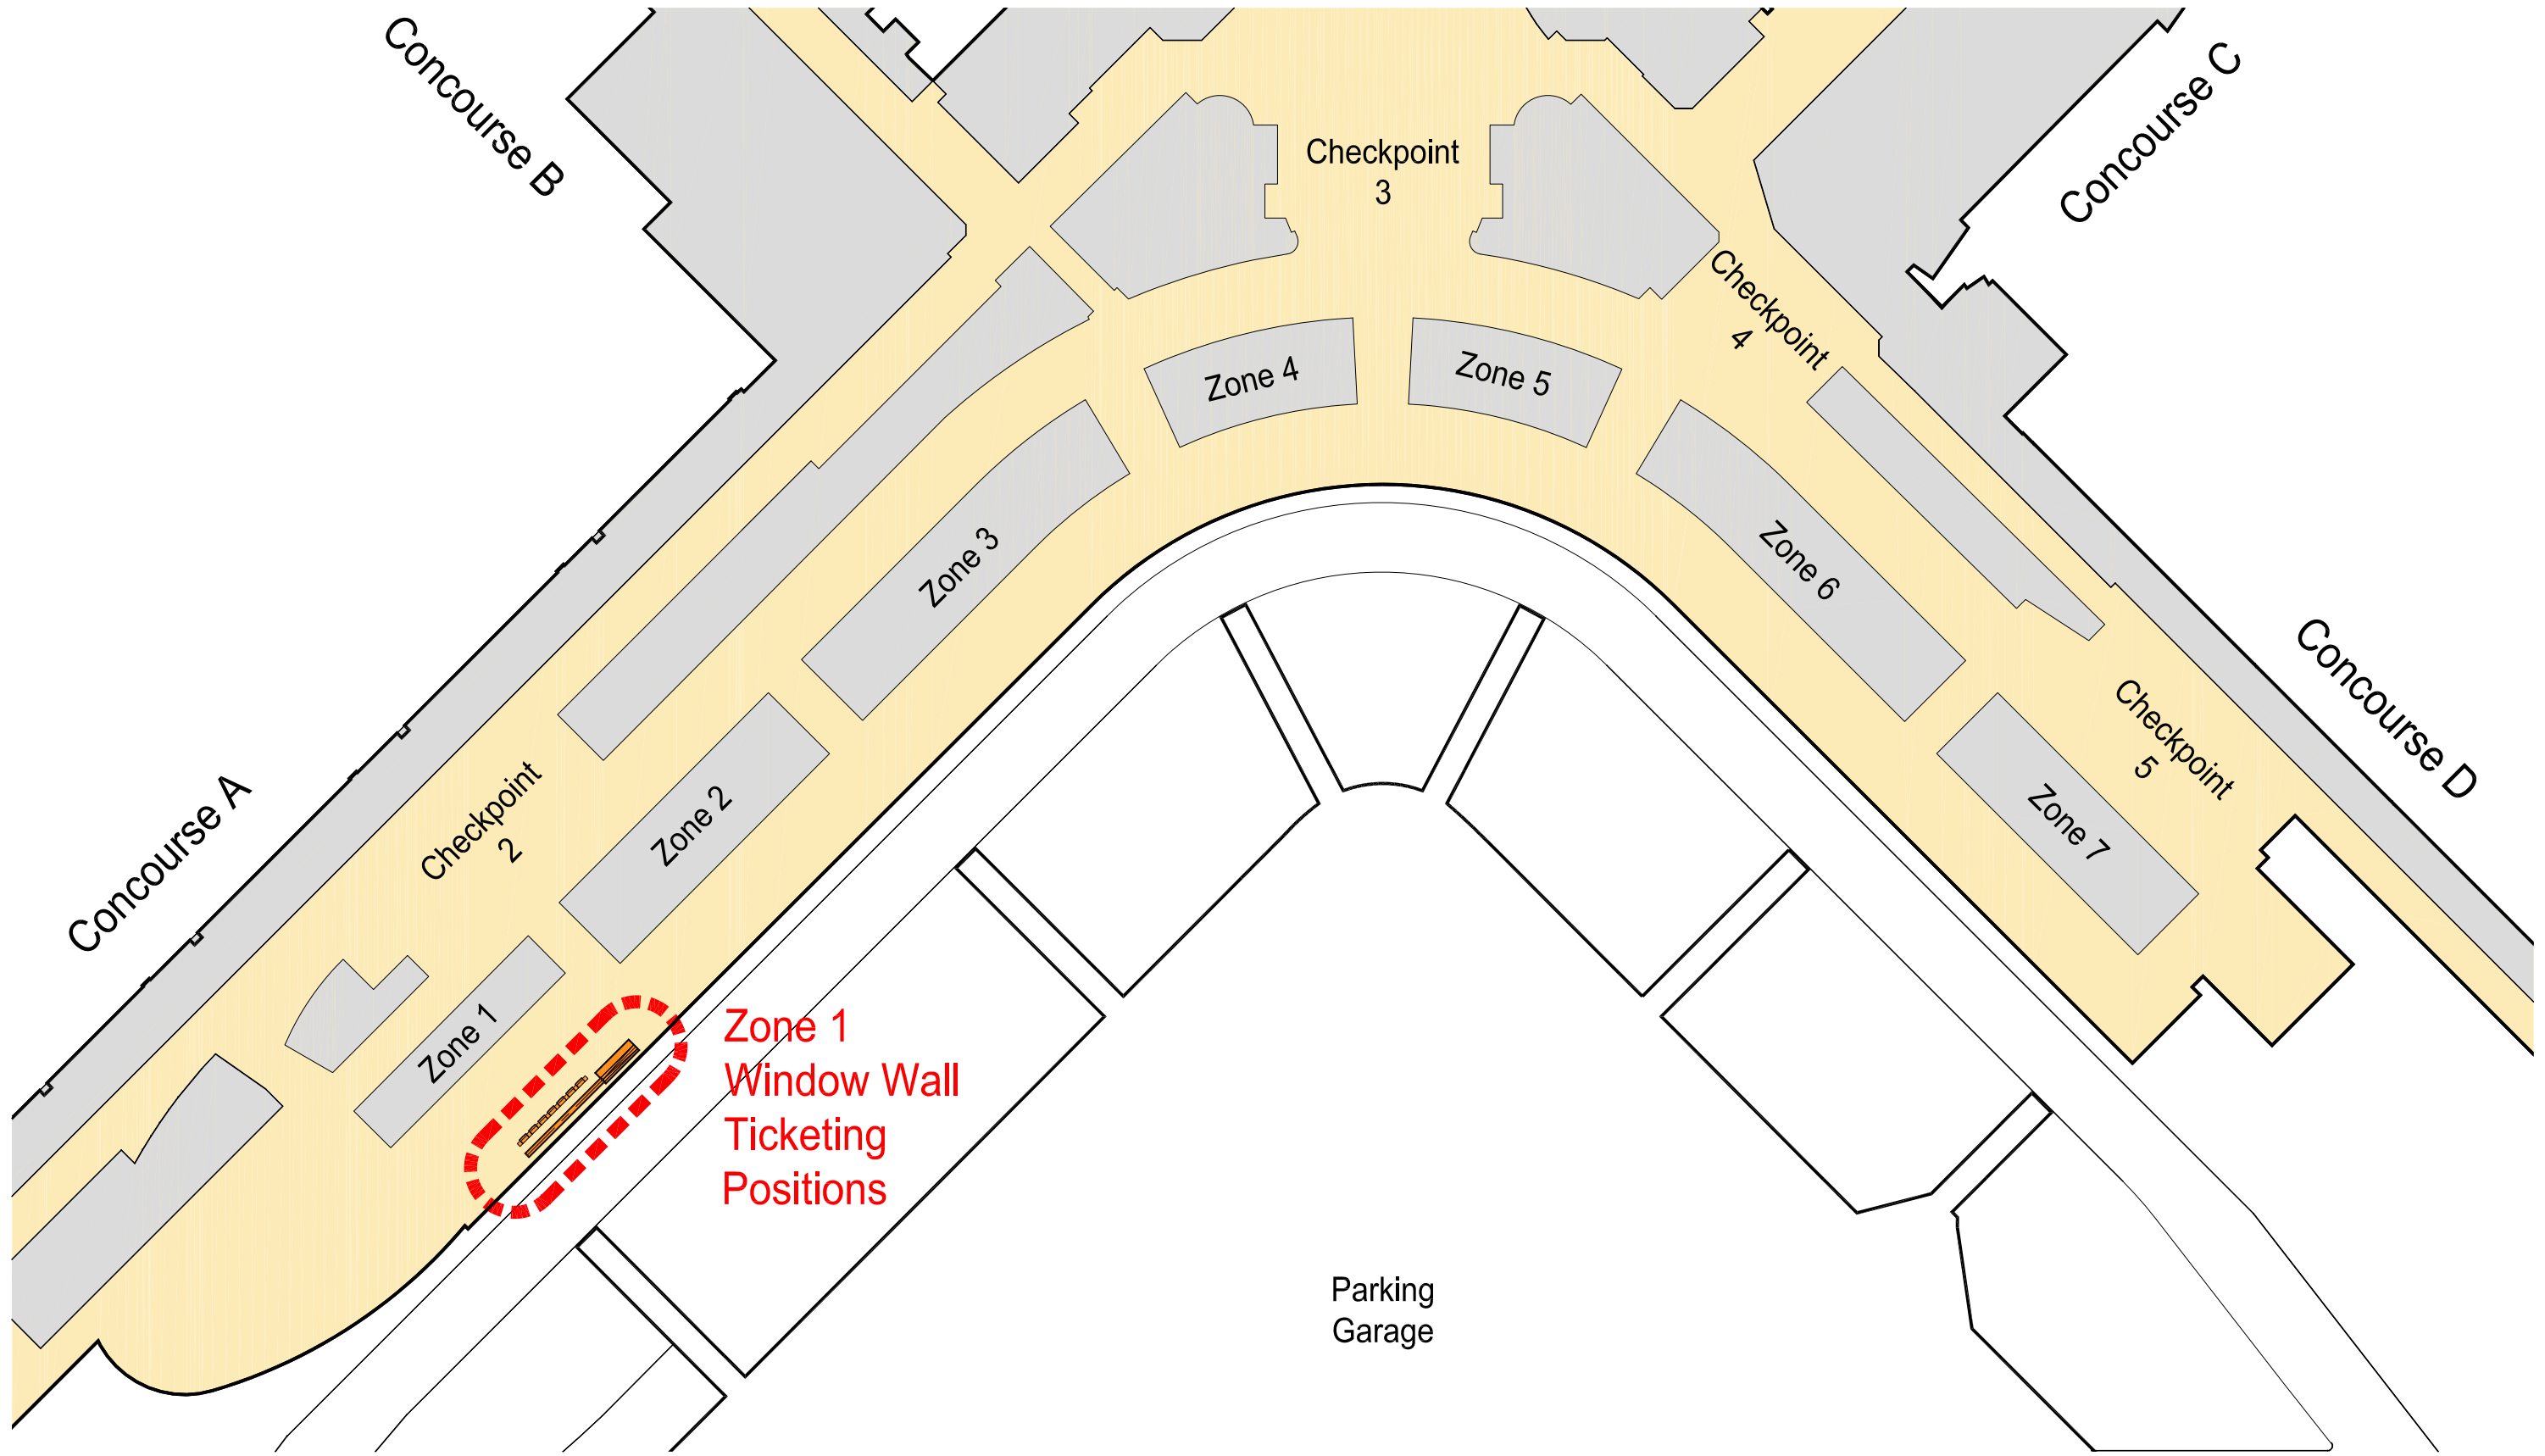 Concourse B
Concourse C
Checkpoint
3
Checkpoint
4
Zone 4
Zone 5
Zone 3
Zone 6
Concourse A
Checkpoint
2
Zone 2
Checkpoint
5
Concourse D
Zone 7
Zone 1
Zone 1
Window Wall
Ticketing
Positions
Parking
Garage